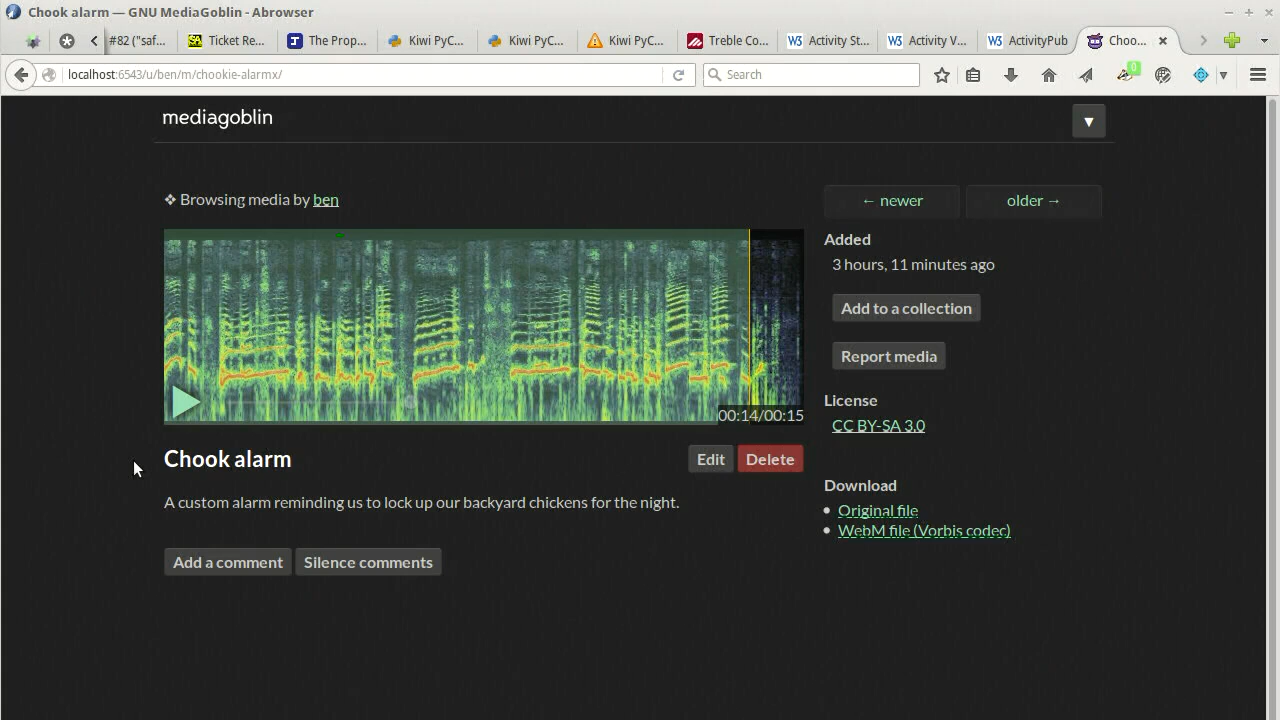 Chook alarm — GNU MediaGoblin - Abrowser
#82 ("saf... Ticket Re... The Prop... Kiwi PyC... Kiwi PyC... Kiwi PyC... Treble Co... Activity St... Activity V... ActivityPub Choo...
localhost:6543/u/ben/m/chookie-alarmx/ Search 0
mediagoblin
❖ Browsing media by ben
← newer older →
Added
3 hours, 11 minutes ago
Add to a collection
Report media
License
CC BY-SA 3.0
00:14/00:15
Chook alarm Edit Delete
A custom alarm reminding us to lock up our backyard chickens for the night.
Download
Original file
WebM file (Vorbis codec)
Add a comment Silence comments